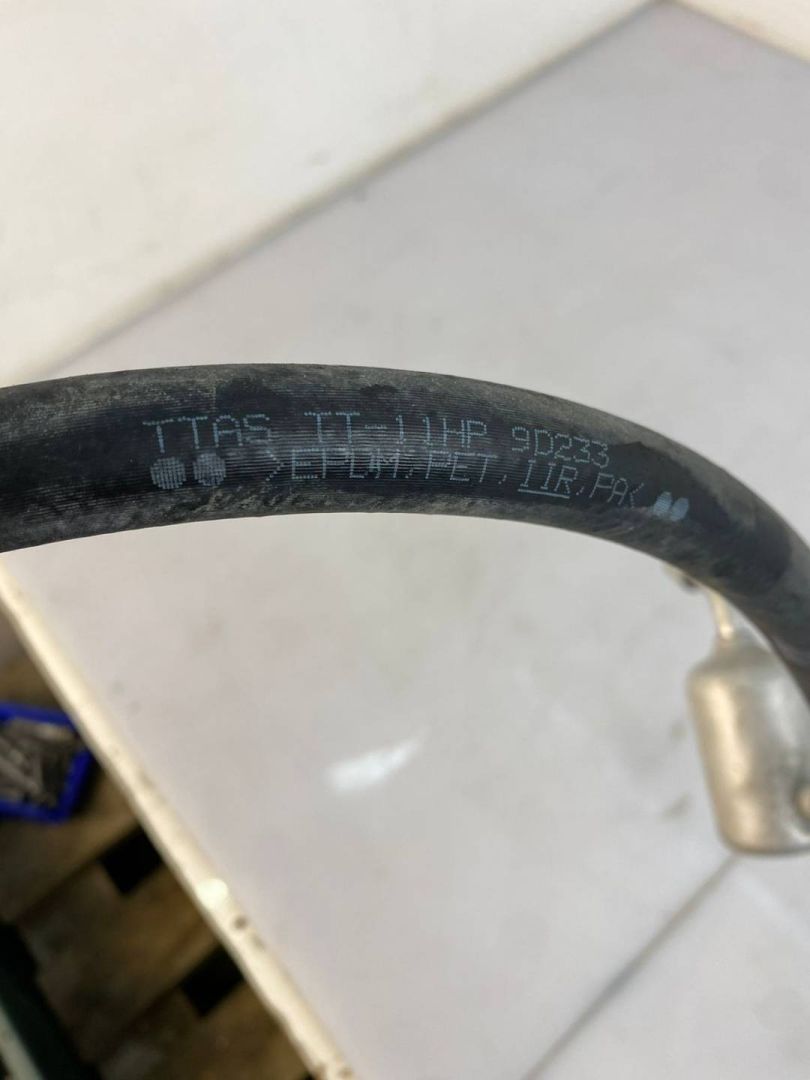 TTAS TT-11HP 9D233
>EPDM,PET,IIR,PA<